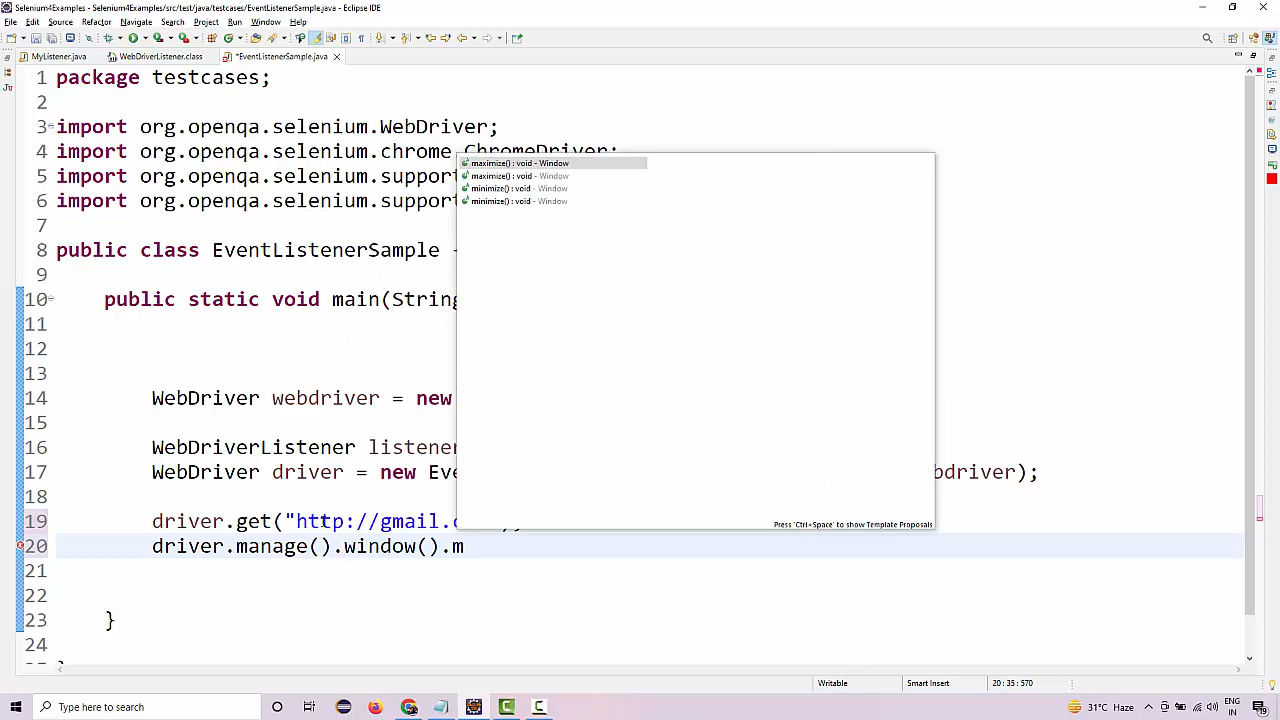 Selenium4Examples - Selenium4Examples/src/test/java/testcases/EventListenerSample.java - Eclipse IDE
File Edit Source Refactor Navigate Search Project Run Window Help
MyListener.java WebDriverListener.class *EventListenerSample.java
1 package testcases;
2
3 import org.openqa.selenium.WebDriver;
4 import org.openqa.selenium.chrome.ChromeDriver;
5 import org.openqa.selenium.support
6 import org.openqa.selenium.support
7
8 public class EventListenerSample
9
10 public static void main(String
11
12
13
14 WebDriver webdriver = new
15
16 WebDriverListener listener
17 WebDriver driver = new Eve bdriver);
18
19 driver.get("http://gmail.c
20 driver.manage().window().m
21
22
23 }
24
maximize() : void - Window
maximize() : void - Window
minimize() : void - Window
minimize() : void - Window
Press 'Ctrl+Space' to show Template Proposals
Writable Smart Insert 20 : 35 : 570
Type here to search 31°C Haze ENG
IN